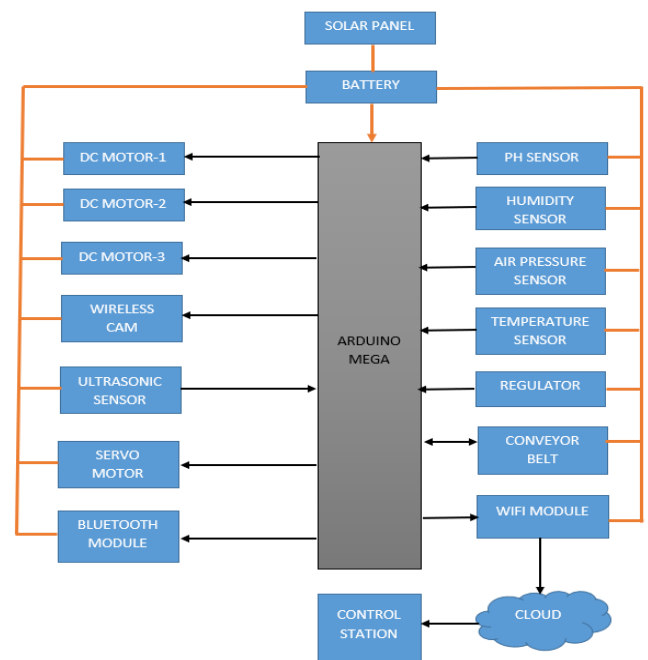 SOLAR PANEL
BATTERY
DC MOTOR-1
DC MOTOR-2
DC MOTOR-3
WIRELESS
CAM
ULTRASONIC
SENSOR
SERVO
MOTOR
BLUETOOTH
MODULE
ARDUINO
MEGA
PH SENSOR
HUMIDITY
SENSOR
AIR PRESSURE
SENSOR
TEMPERATURE
SENSOR
REGULATOR
CONVEYOR
BELT
WIFI MODULE
CLOUD
CONTROL
STATION